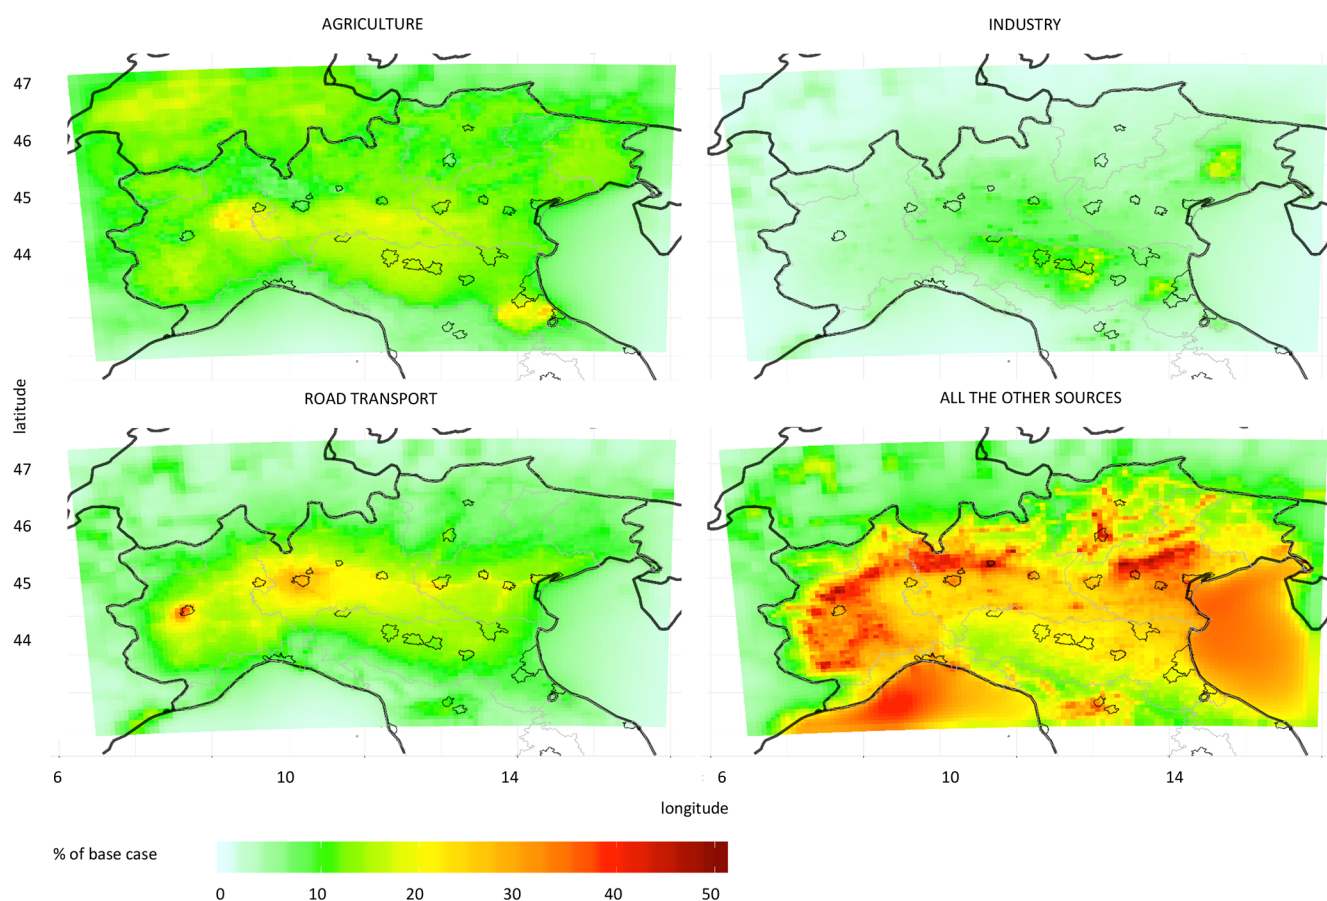 AGRICULTURE
INDUSTRY
47
46
45
44
ROAD TRANSPORT
ALL THE OTHER SOURCES
latitude
47
46
45
44
6
10
14
6
10
14
longitude
% of base case
0
10
20
30
40
50